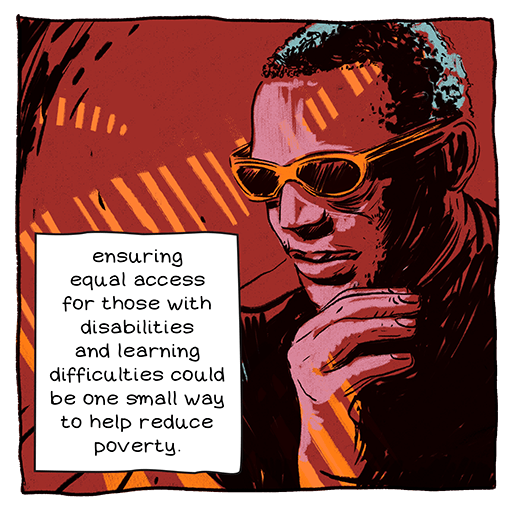 ensuring
equal access
for those with
disabilities
and learning
difficulties could
be one small way
to help reduce
poverty.